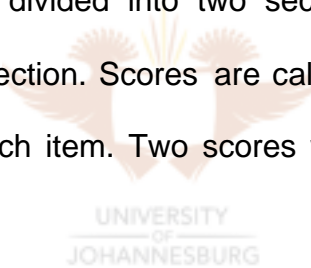 divided into two sec
ection. Scores are cal
ch item. Two scores
UNIVERSITY
OF
JOHANNESBURG